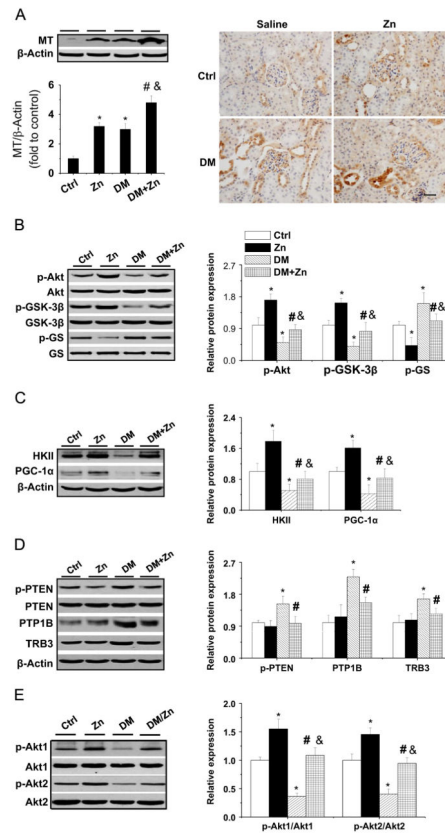 A
MT
β-Actin
MT/β-Actin
(fold to control)
6
4
2
0
* * # &
Ctrl Zn DM DM+Zn
Saline Zn
Ctrl
DM
B
Ctrl Zn DM DM+Zn
p-Akt
Akt
p-GSK-3β
GSK-3β
p-GS
GS
Ctrl
Zn
DM
DM+Zn
Relative protein expression
2.7
1.8
0.9
0.0
* * #& * * #& * * #&
p-Akt p-GSK-3β p-GS
C
Ctrl Zn DM DM+Zn
HKII
PGC-1α
β-Actin
Relative protein expression
2.4
1.6
0.8
0.0
* * # & * * # &
HKII PGC-1α
D
Ctrl Zn DM DM+Zn
p-PTEN
PTEN
PTP1B
TRB3
β-Actin
Relative protein expression
2.7
1.8
0.9
0.0
* # * # * #
p-PTEN PTP1B TRB3
E
Ctrl Zn DM DM/Zn
p-Akt1
Akt1
p-Akt2
Akt2
Relative protein expression
2.0
1.5
1.0
0.5
0.0
* * # & * * # &
p-Akt1/Akt1 p-Akt2/Akt2